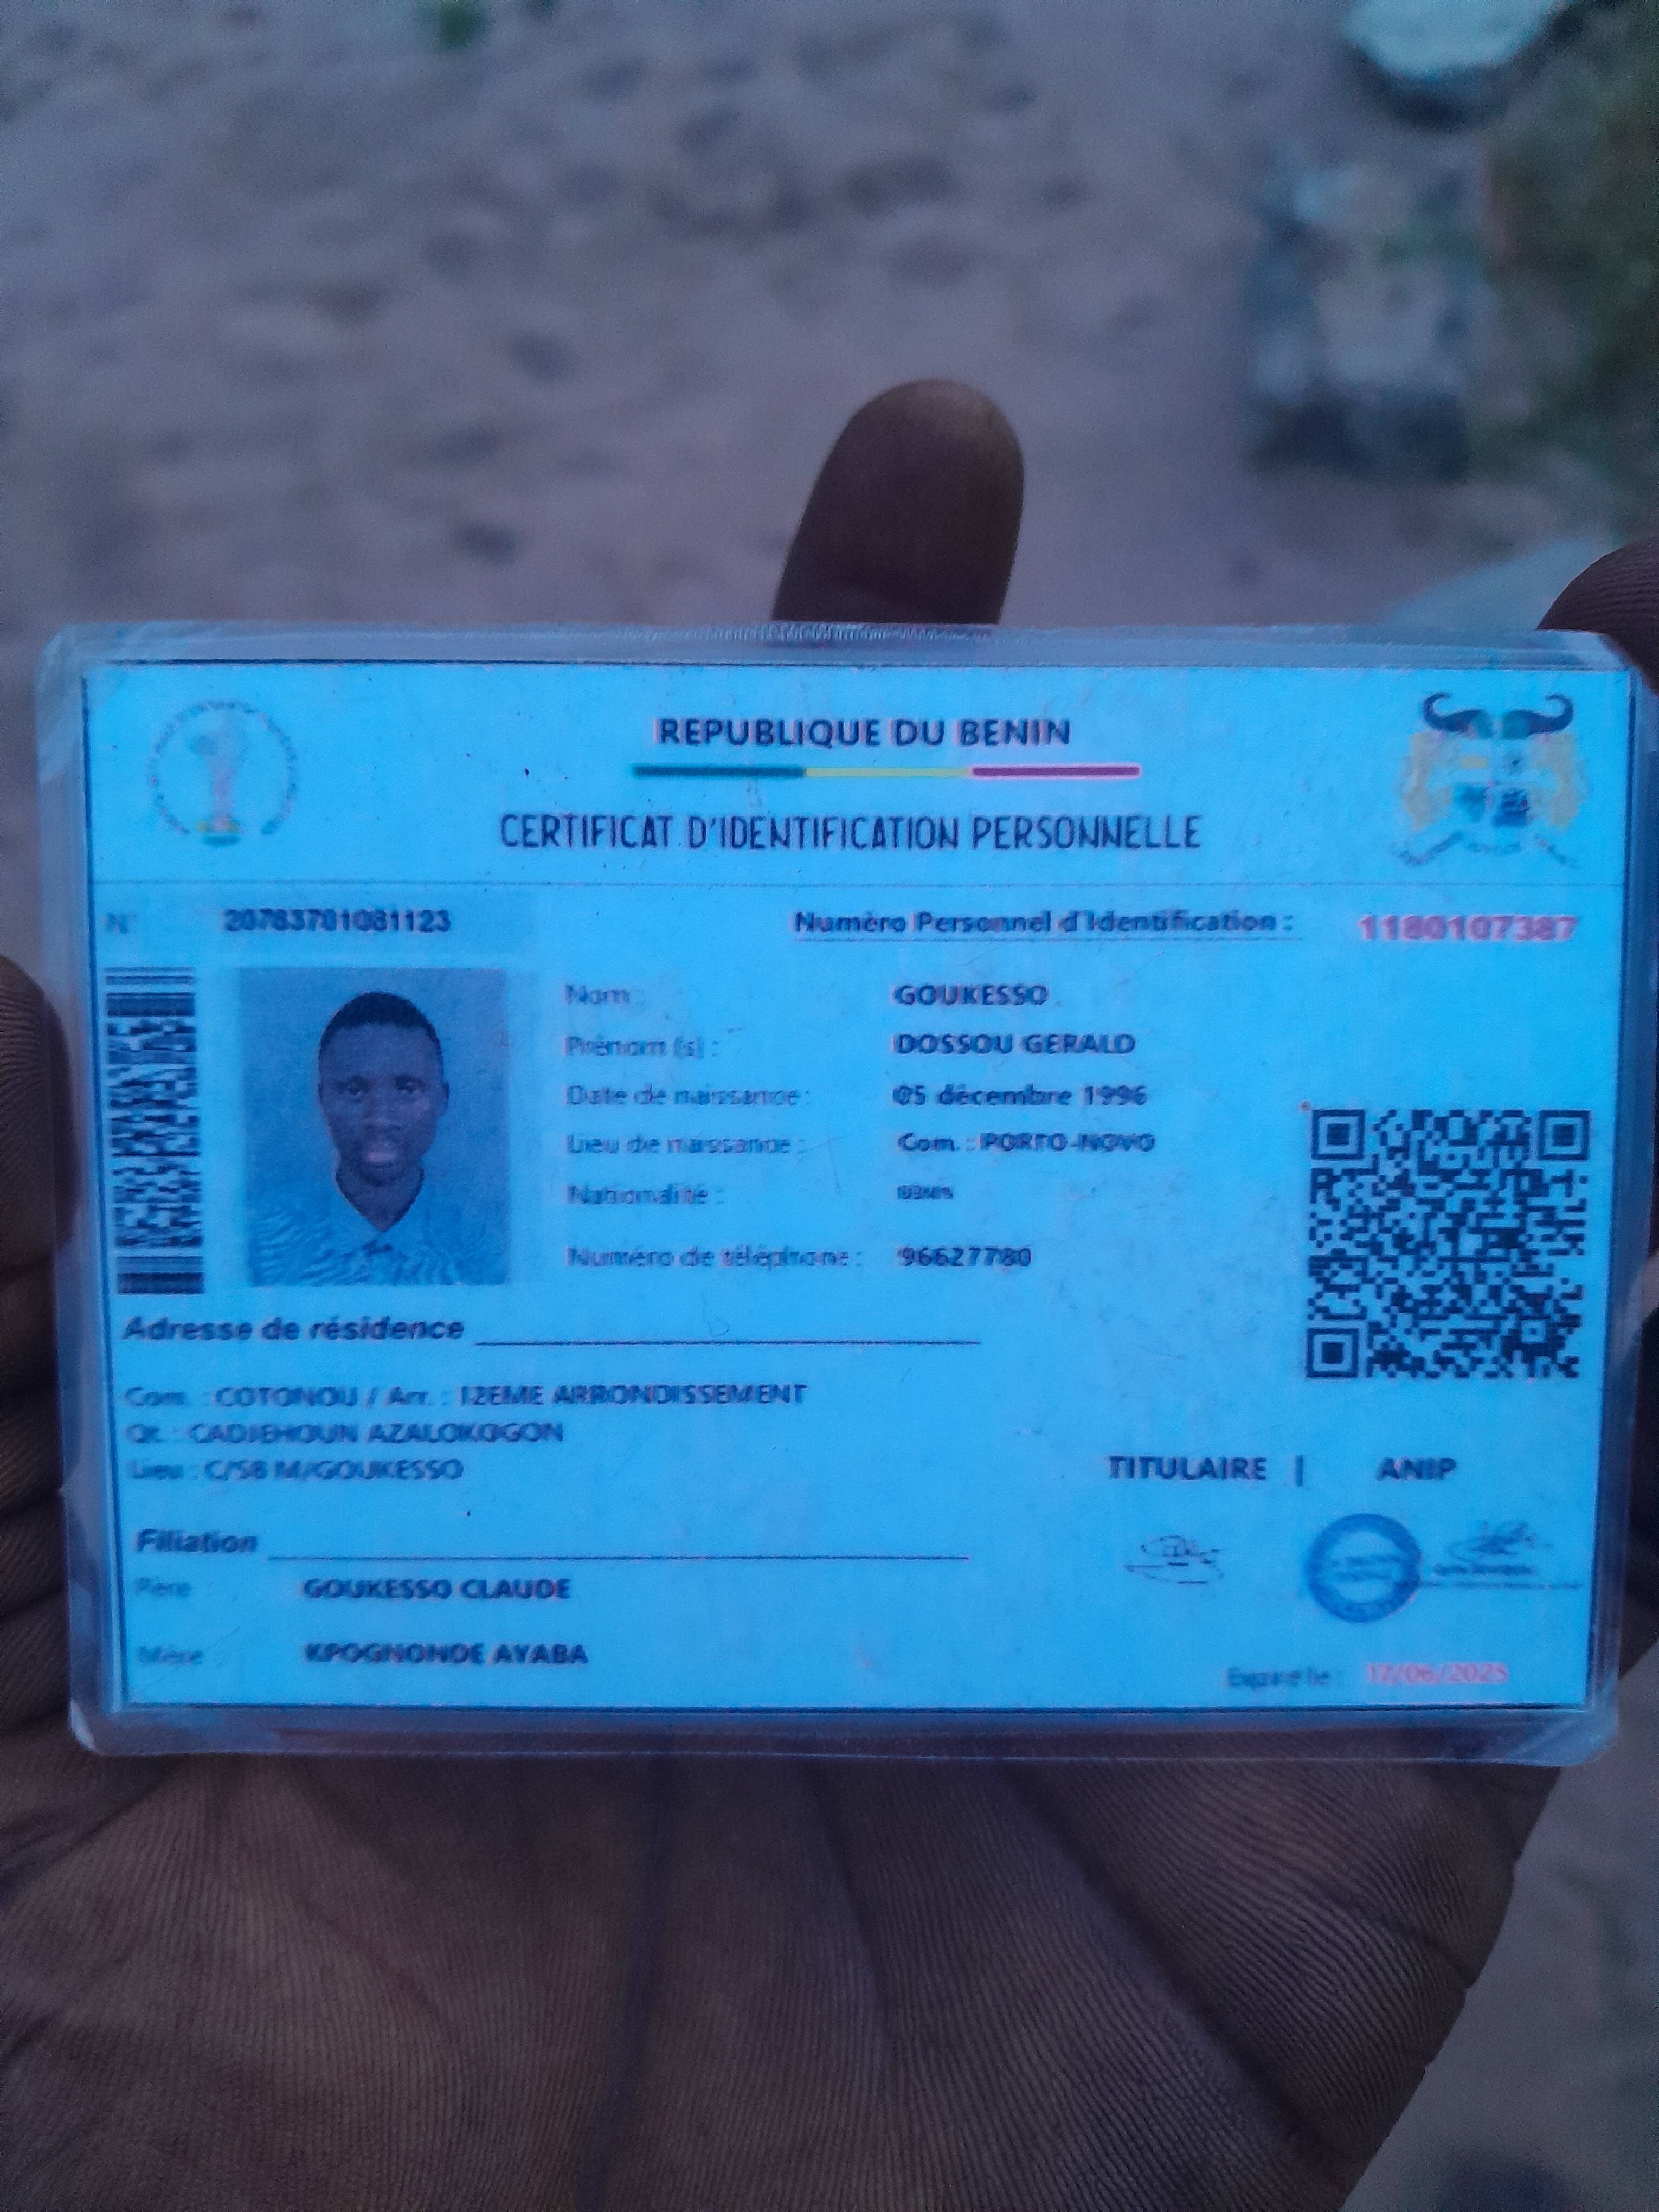 REPUBLIQUE DU BENIN
CERTIFICAT D'IDENTIFICATION PERSONNELLE
N° 20783701081123
Numéro Personnel d'Identification : 1180107387
Nom : GOUKESSO
Prénom (s) : DOSSOU GERALD
Date de naissance : 05 décembre 1996
Lieu de naissance : Com. : PORTO-NOVO
Nationalité :
Numéro de téléphone : 96627780
Adresse de résidence
Com. : COTONOU / Arr. : 12EME ARRONDISSEMENT
Qt. : CADJEHOUN AZALOKOGON
Lieu : C/SB M/GOUKESSO
TITULAIRE | ANIP
Filiation
Père GOUKESSO CLAUDE
Mère : KPOGNONDE AYABA
Expire le : 17/06/2025